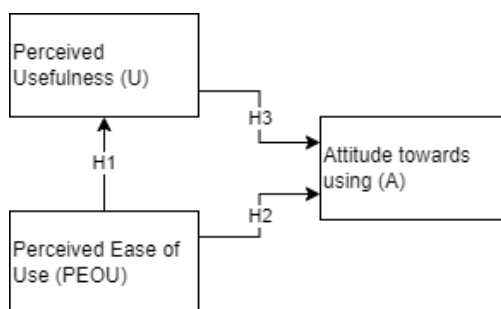 Perceived
Usefulness (U)
H3
Attitude towards
using (A)
H1
H2
Perceived Ease of
Use (PEOU)